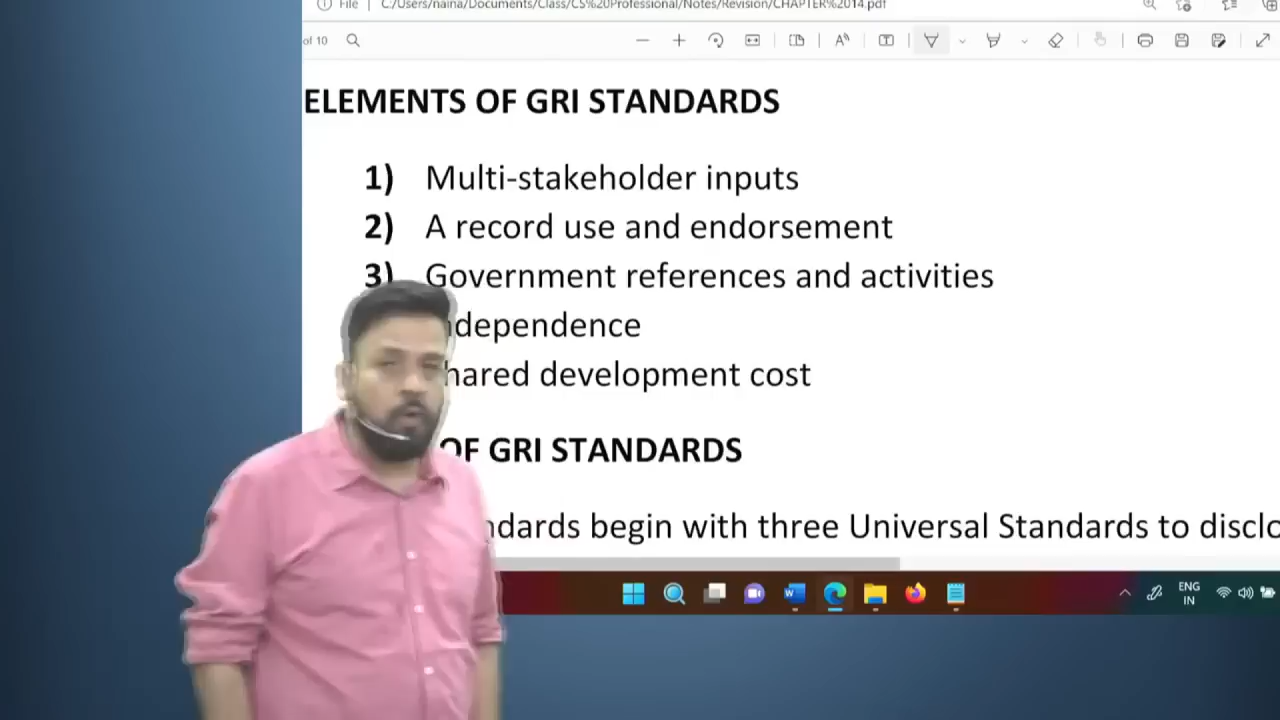 File | C:/Users/naina/Documents/Class/CS%20Professional/Notes/Revision/CHAPTER%2014.pdf
of 10
ELEMENTS OF GRI STANDARDS
1) Multi-stakeholder inputs
2) A record use and endorsement
3) Government references and activities
ndependence
hared development cost
OF GRI STANDARDS
ndards begin with three Universal Standards to disclo
ENG
IN